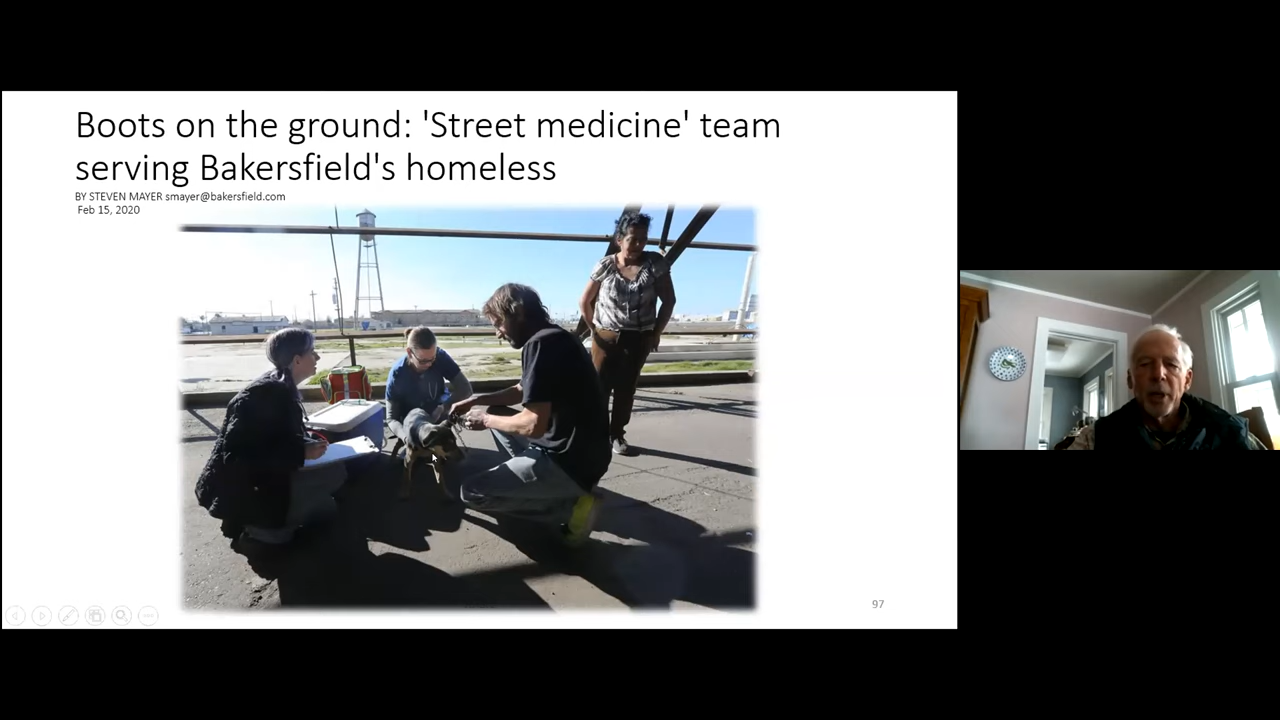 Boots on the ground: 'Street medicine' team
serving Bakersfield's homeless
BY STEVEN MAYER smayer@bakersfield.com
Feb 15, 2020
97